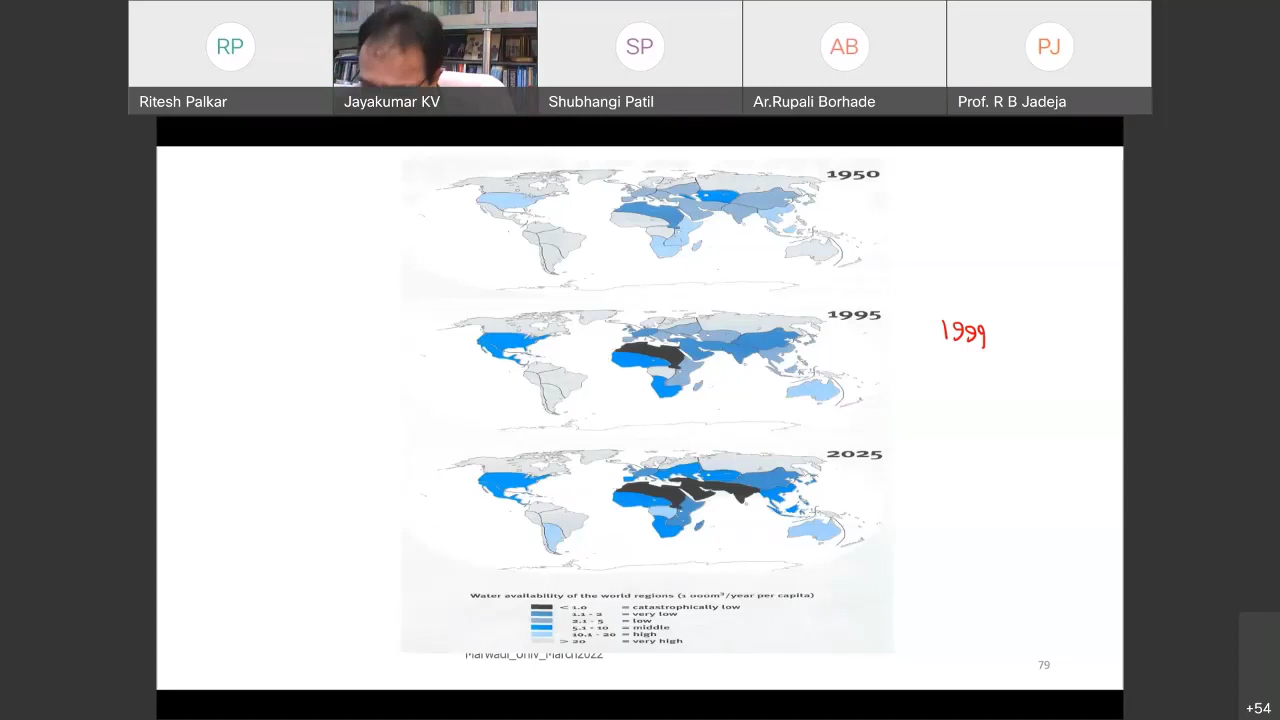 RP
SP
AB
PJ
Ritesh Palkar
Jayakumar KV
Shubhangi Patil
Ar.Rupali Borhade
Prof. R B Jadeja
1950
1995
1999
2025
Water availability of the world regions (1 000m³/year per capita)
< 1.0 = catastrophically low
1.1 - 2 = very low
2.1 - 5 = low
5.1 - 10 = middle
10.1 - 20 = high
> 20 = very high
Marwadi_Univ_March2022
79
+54